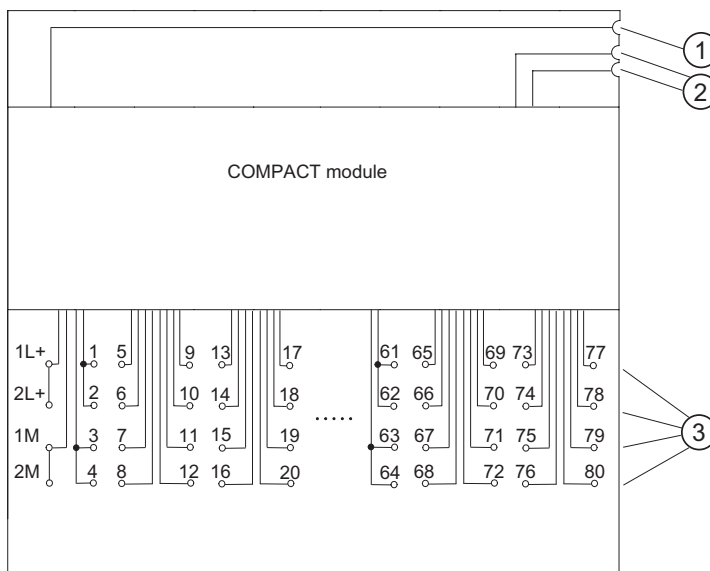 1
2
COMPACT module
1L+ 1 5 9 13 17 61 65 69 73 77
2L+ 2 6 10 14 18 62 66 70 74 78
.....
1M 3 7 11 15 19 63 67 71 75 79
3
2M 4 8 12 16 20 64 68 72 76 80